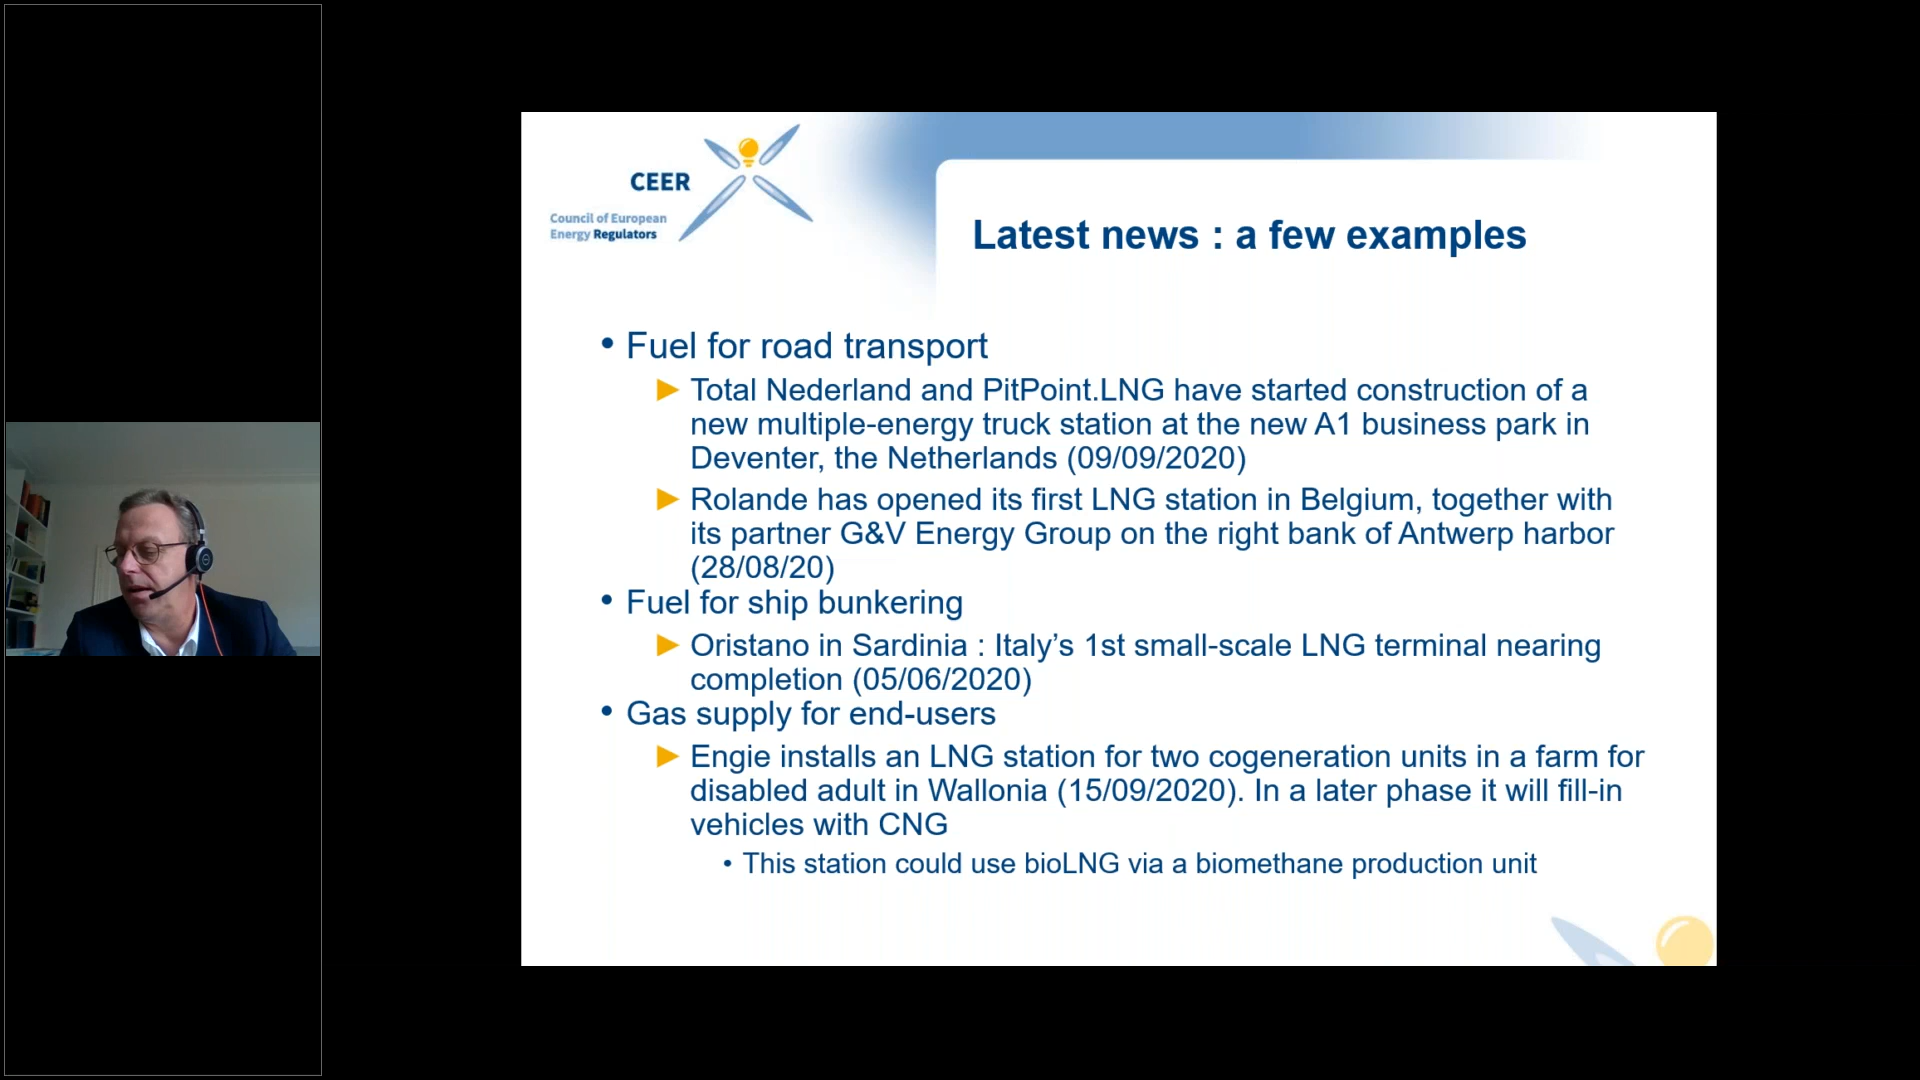 CEER
Council of European
Energy Regulators
Latest news : a few examples
• Fuel for road transport
► Total Nederland and PitPoint.LNG have started construction of a
new multiple-energy truck station at the new A1 business park in
Deventer, the Netherlands (09/09/2020)
► Rolande has opened its first LNG station in Belgium, together with
its partner G&V Energy Group on the right bank of Antwerp harbor
(28/08/20)
• Fuel for ship bunkering
► Oristano in Sardinia : Italy’s 1st small-scale LNG terminal nearing
completion (05/06/2020)
• Gas supply for end-users
► Engie installs an LNG station for two cogeneration units in a farm for
disabled adult in Wallonia (15/09/2020). In a later phase it will fill-in
vehicles with CNG
• This station could use bioLNG via a biomethane production unit